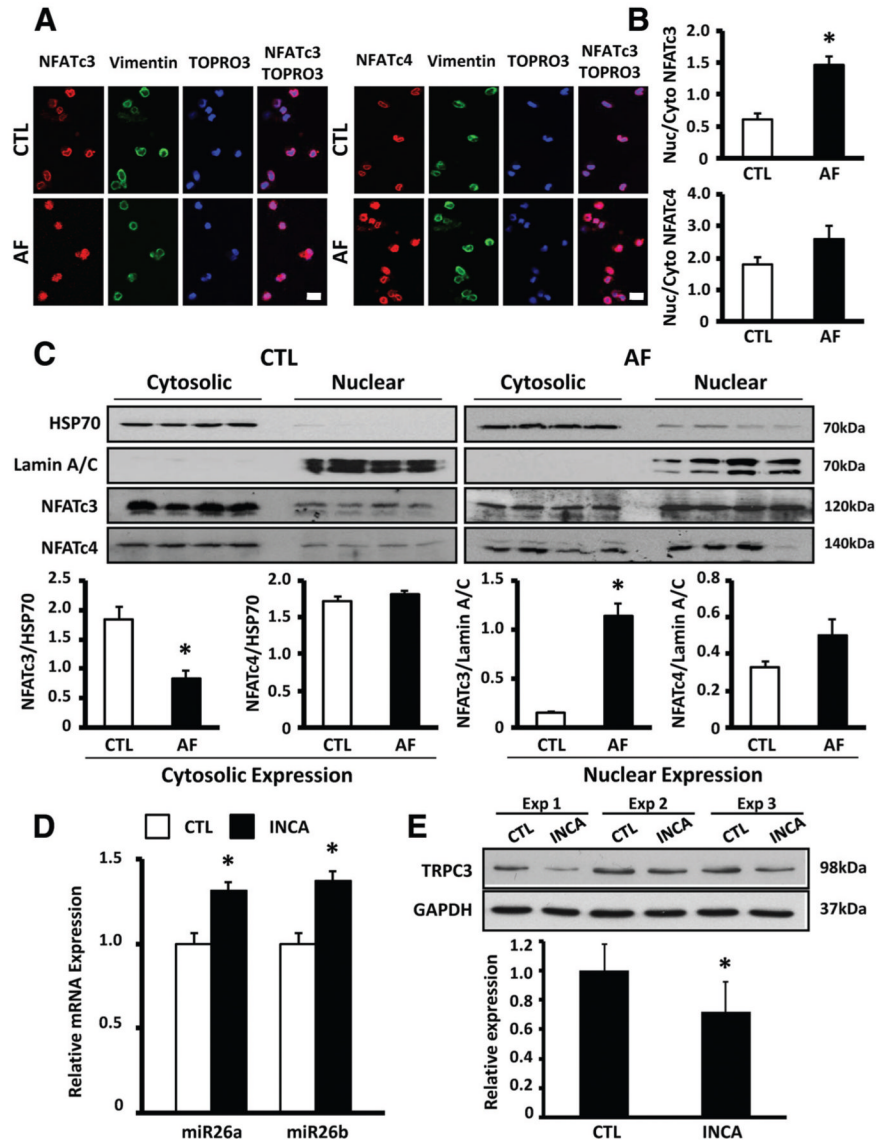 A
NFATc3 Vimentin TOPRO3 NFATc3 TOPRO3
NFATc4 Vimentin TOPRO3 NFATc3 TOPRO3
CTL
AF
CTL
AF
B
Nuc/Cyto NFATc3
2.0
1.5
1.0
0.5
0
*
CTL AF
Nuc/Cyto NFATc4
4.0
3.0
2.0
1.0
0
CTL AF
C
CTL AF
Cytosolic Nuclear Cytosolic Nuclear
HSP70 70kDa
Lamin A/C 70kDa
NFATc3 120kDa
NFATc4 140kDa
NFATc3/HSP70
2.5
2.0
1.5
1.0
0.5
0
*
CTL AF
NFATc4/HSP70
2.0
1.5
1.0
0.5
0
CTL AF
Cytosolic Expression
NFATc3/Lamin A/C
1.5
1.0
0.5
0
*
CTL AF
NFATc4/Lamin A/C
0.8
0.6
0.4
0.2
0
CTL AF
Nuclear Expression
D
CTL INCA
Relative mRNA Expression
1.5
1.0
0.5
0
* *
miR26a miR26b
E
Exp 1 Exp 2 Exp 3
CTL INCA CTL INCA CTL INCA
TRPC3 98kDa
GAPDH 37kDa
Relative expression
1.2
1.0
0.8
0.6
0.4
0.2
0
*
CTL INCA